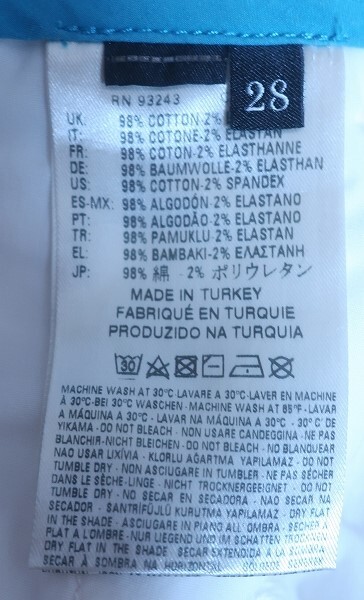 28
RN 93243
UK: 98% COTTON-2%
IT: 98% COTONE-2% ELASTAN
FR: 98% COTON-2% ELASTHANNE
DE: 98% BAUMWOLLE-2% ELASTHAN
US: 98% COTTON-2% SPANDEX
ES-MX: 98% ALGODÓN-2% ELASTANO
PT: 98% ALGODÃO-2% ELASTANO
TR: 98% PAMUKLU-2% ELASTAN
EL: 98% ΒΑΜΒΑΚΙ-2% ΕΛΑΣΤΑΝΗ
JP: 98% 綿 -2% ポリウレタン
MADE IN TURKEY
FABRIQUÉ EN TURQUIE
PRODUZIDO NA TURQUIA
30
MACHINE WASH AT 30°C-LAVARE A 30°C-LAVER EN MACHINE
À 30°C-BEI 30°C WASCHEN - MACHINE WASH AT 85°F-LAVAR
A MÁQUINA A 30°C - LAVAR NA MÁQUINA A 30°C - 30° C' DE
YIKAMA - DO NOT BLEACH - NON USARE CANDEGGINA - NE PAS
BLANCHIR-NICHT BLEICHEN - DO NOT BLEACH - NO BLANQUEAR
NAO USAR LIXÍVIA - KLORLU AĞARTMA YAPILAMAZ - DO NOT
TUMBLE DRY - NON ASCIUGARE IN TUMBLER - NE PAS SÉCHER
DANS LE SÈCHE-LINGE - NICHT TROCKNERGEEIGNET - DO NOT
TUMBLE DRY - NO SECAR EN SECADORA - NÃO SECAR NA
SECADOR - SANTRİFÜJLÜ KURUTMA YAPILAMAZ - DRY FLAT
IN THE SHADE - ASCIUGARE IN PIANO ALL' OMBRA - SÉCHER À
PLAT A L'OMBRE - NUR LIEGEND UND IM SCHATTEN TROCKNEN
DRY FLAT IN THE SHADE - SECAR EXTENDIDA A LA SOMBRA
SECAR À SOMBRA NA HORIZONTAL